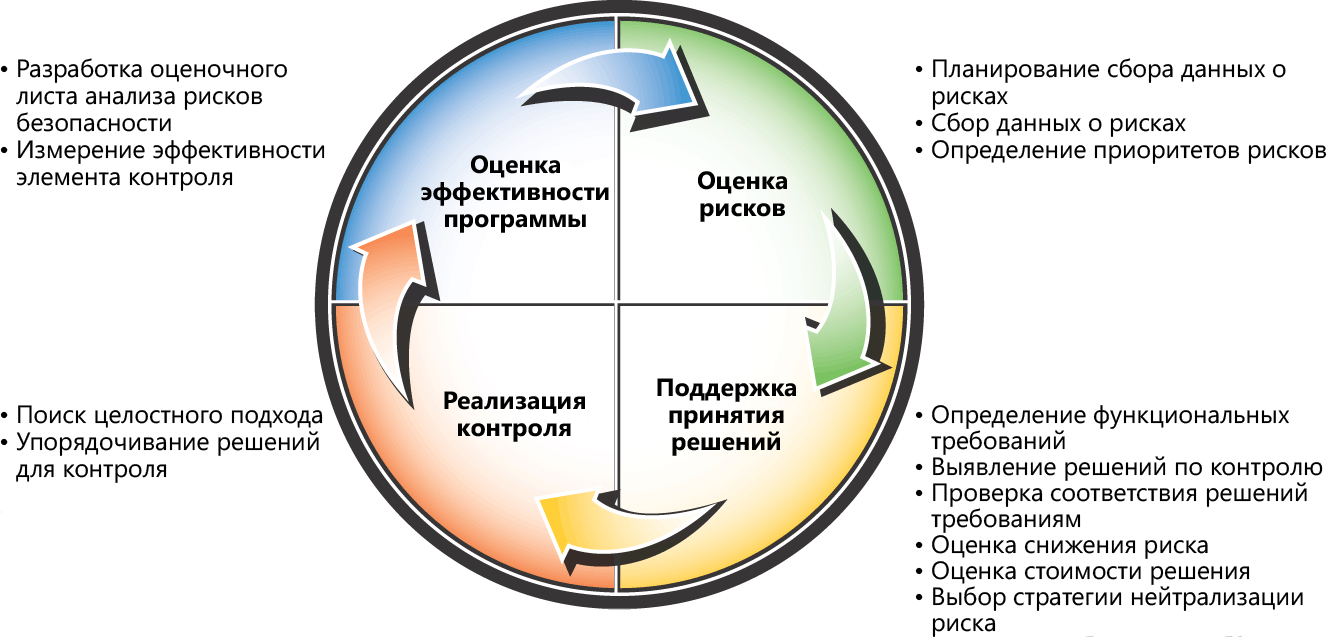 • Разработка оценочного
листа анализа рисков
безопасности
• Измерение эффективности
элемента контроля
Оценка
эффективности
программы
Оценка
рисков
• Планирование сбора данных о
рисках
• Сбор данных о рисках
• Определение приоритетов рисков
• Поиск целостного подхода
• Упорядочивание решений
для контроля
Реализация
контроля
Поддержка
принятия
решений
• Определение функциональных
требований
• Выявление решений по контролю
• Проверка соответствия решений
требованиям
• Оценка снижения риска
• Оценка стоимости решения
• Выбор стратегии нейтрализации
риска